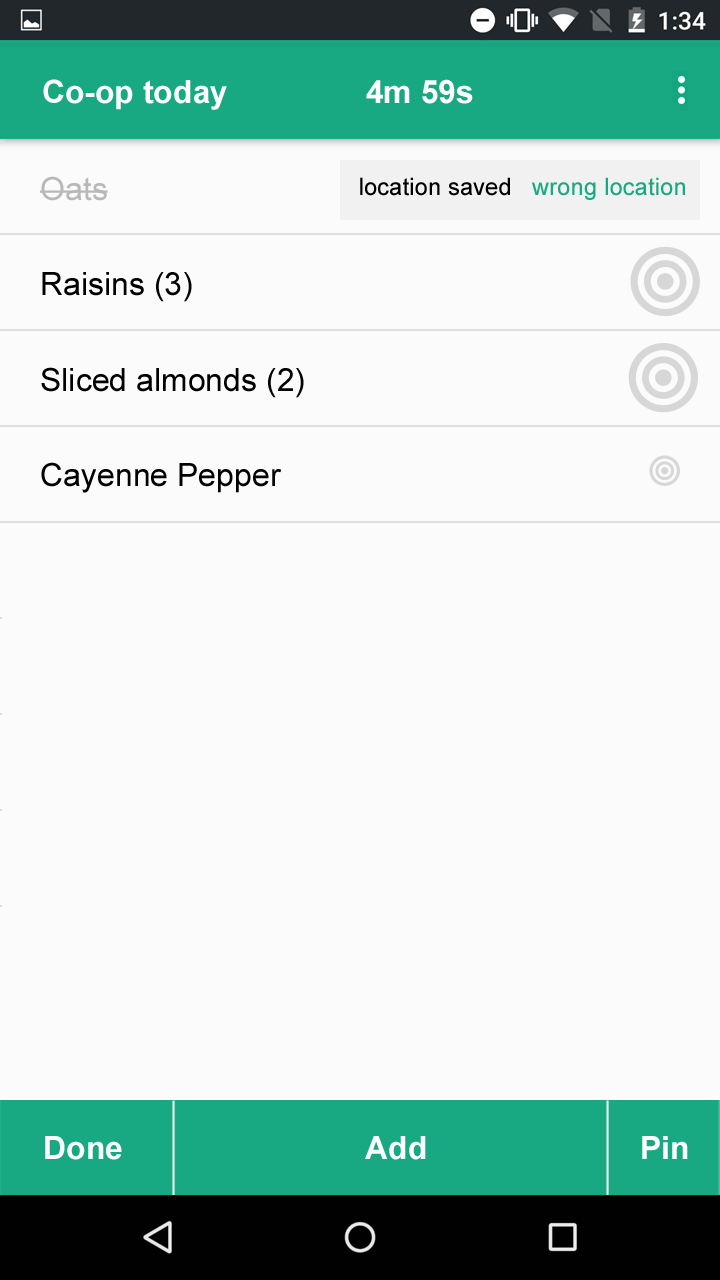 1:34
Co-op today 4m 59s
Oats location saved wrong location
Raisins (3)
Sliced almonds (2)
Cayenne Pepper
Done Add Pin